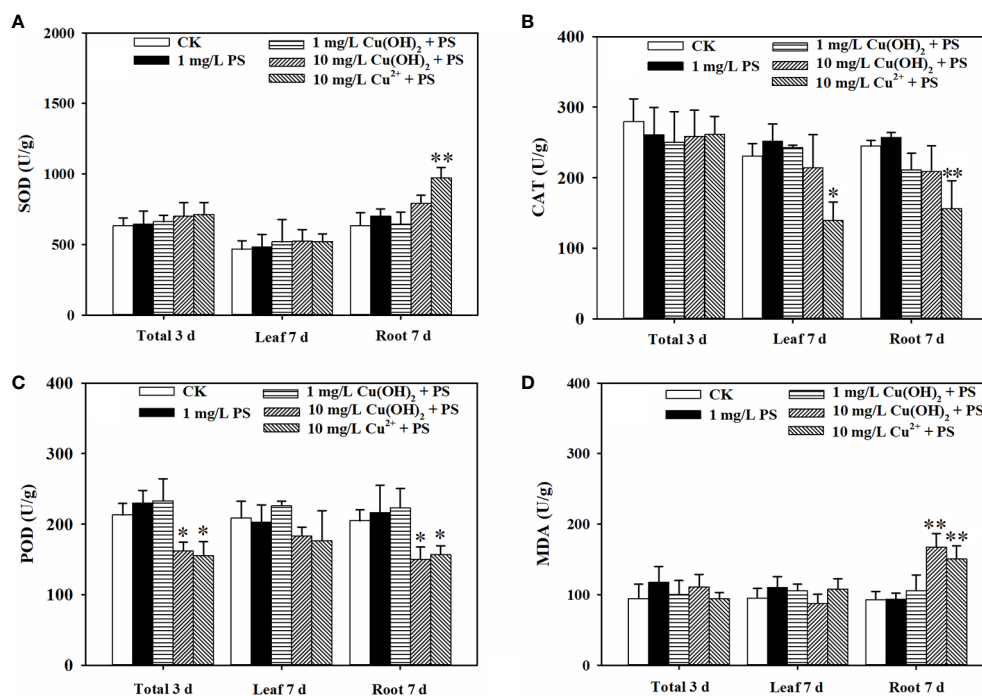 A
2000
1500
1000
500
0
SOD (U/g)
CK
1 mg/L PS
1 mg/L Cu(OH)2 + PS
10 mg/L Cu(OH)2 + PS
10 mg/L Cu2+ + PS
**
Total 3 d
Leaf 7 d
Root 7 d
B
400
300
200
100
0
CAT (U/g)
CK
1 mg/L PS
1 mg/L Cu(OH)2 + PS
10 mg/L Cu(OH)2 + PS
10 mg/L Cu2+ + PS
*
**
Total 3 d
Leaf 7 d
Root 7 d
C
400
300
200
100
0
POD (U/g)
CK
1 mg/L PS
1 mg/L Cu(OH)2 + PS
10 mg/L Cu(OH)2 + PS
10 mg/L Cu2+ + PS
* *
* *
Total 3 d
Leaf 7 d
Root 7 d
D
400
300
200
100
0
MDA (U/g)
CK
1 mg/L PS
1 mg/L Cu(OH)2 + PS
10 mg/L Cu(OH)2 + PS
10 mg/L Cu2+ + PS
** **
Total 3 d
Leaf 7 d
Root 7 d